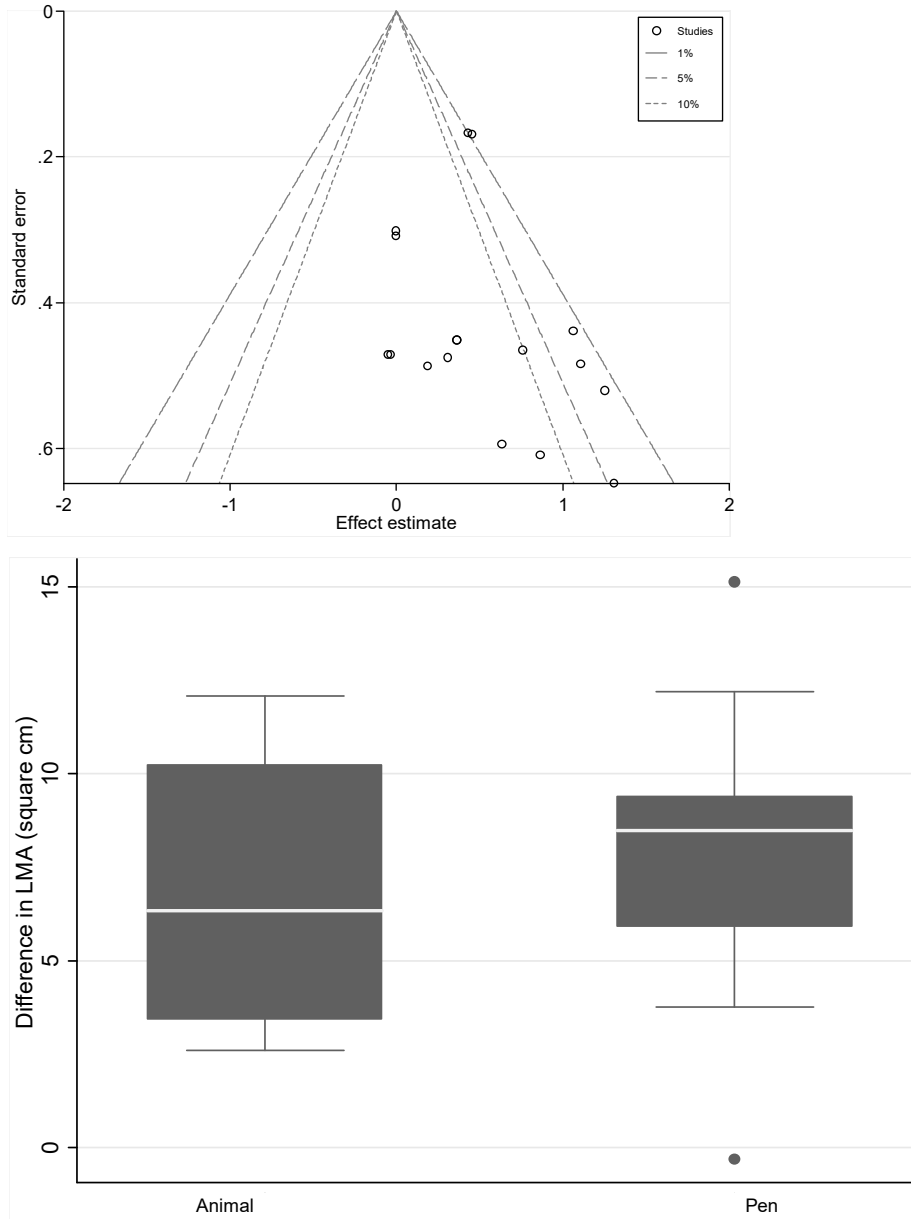 0
.2
.4
.6
Standard error
Studies
1%
5%
10%
-2 -1 0 1 2
Effect estimate
15
10
5
0
Difference in LMA (square cm)
Animal Pen